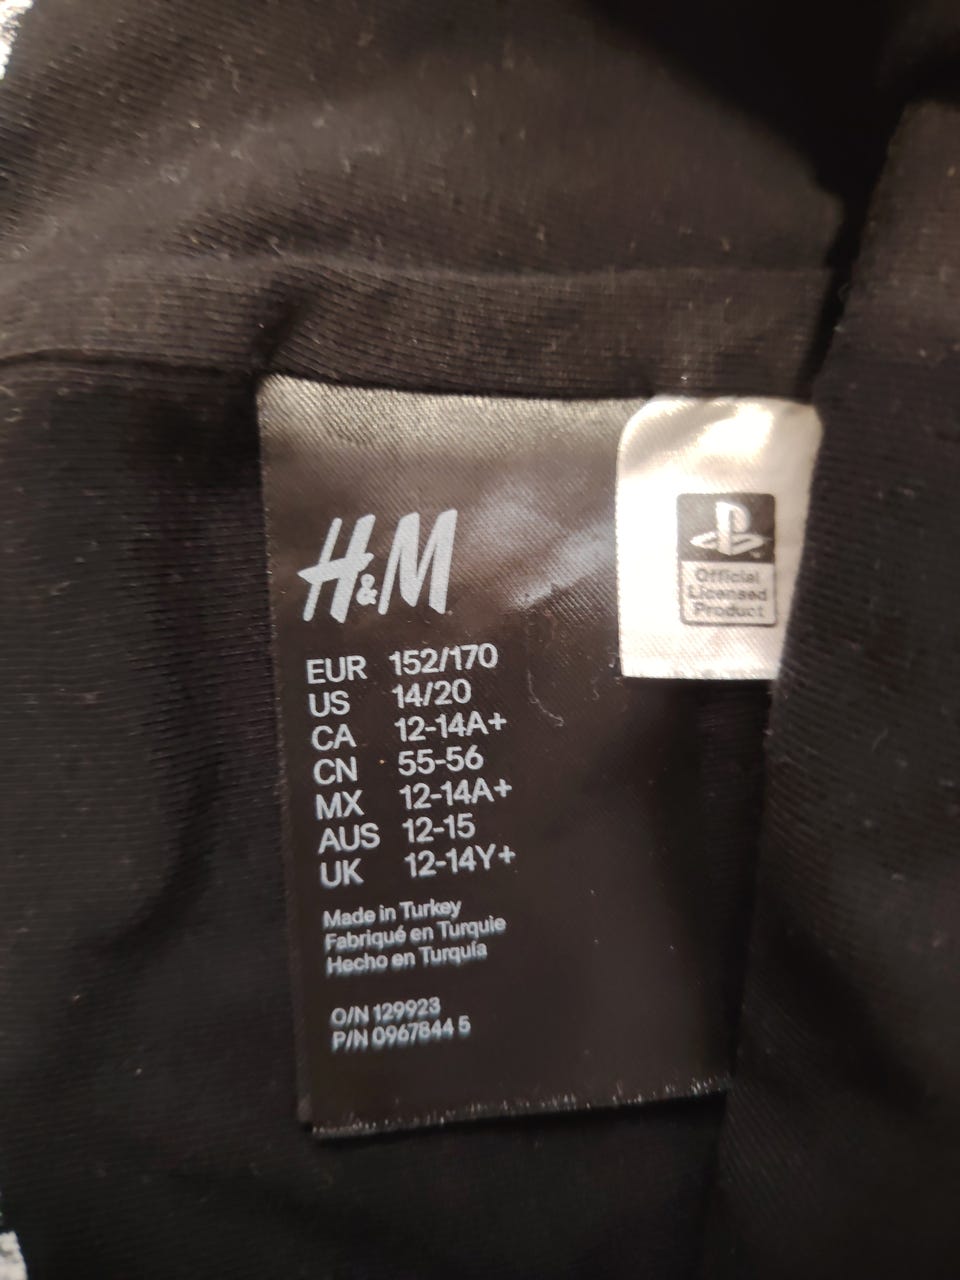 H&M
EUR 152/170
US 14/20
CA 12-14A+
CN 55-56
MX 12-14A+
AUS 12-15
UK 12-14Y+
Made in Turkey
Fabriqué en Turquie
Hecho en Turquía
O/N 129923
P/N 0967844 5
Official
Licensed
Product